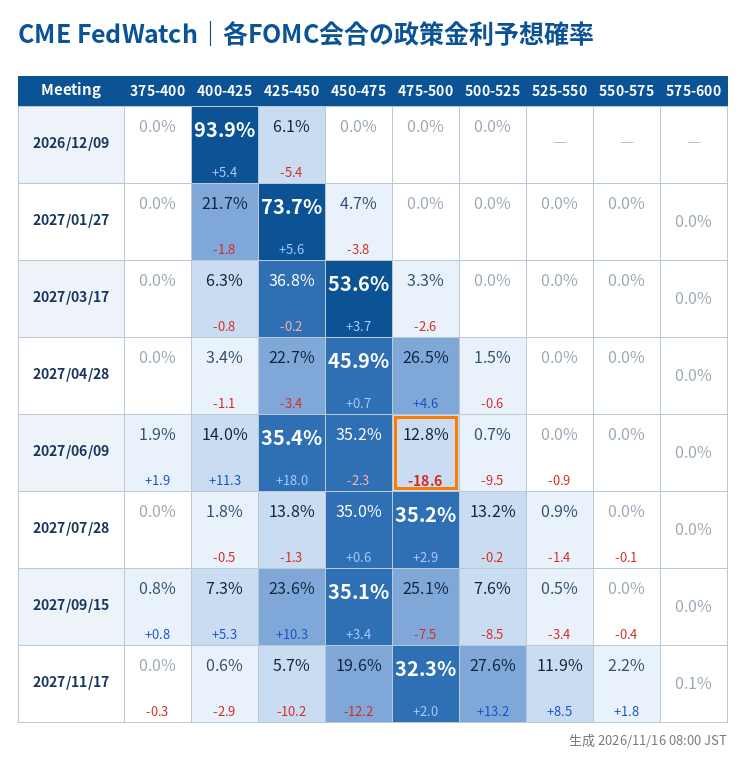 CME FedWatch｜各FOMC会合の政策金利予想確率
Meeting 375-400 400-425 425-450 450-475 475-500 500-525 525-550 550-575 575-600
2026/12/09 0.0% 93.9% 6.1% 0.0% 0.0% 0.0% — — —
+5.4 -5.4
2027/01/27 0.0% 21.7% 73.7% 4.7% 0.0% 0.0% 0.0% 0.0% 0.0%
-1.8 +5.6 -3.8
2027/03/17 0.0% 6.3% 36.8% 53.6% 3.3% 0.0% 0.0% 0.0% 0.0%
-0.8 -0.2 +3.7 -2.6
2027/04/28 0.0% 3.4% 22.7% 45.9% 26.5% 1.5% 0.0% 0.0% 0.0%
-1.1 -3.4 +0.7 +4.6 -0.6
2027/06/09 1.9% 14.0% 35.4% 35.2% 12.8% 0.7% 0.0% 0.0% 0.0%
+1.9 +11.3 +18.0 -2.3 -18.6 -9.5 -0.9
2027/07/28 0.0% 1.8% 13.8% 35.0% 35.2% 13.2% 0.9% 0.0% 0.0%
-0.5 -1.3 +0.6 +2.9 -0.2 -1.4 -0.1
2027/09/15 0.8% 7.3% 23.6% 35.1% 25.1% 7.6% 0.5% 0.0% 0.0%
+0.8 +5.3 +10.3 +3.4 -7.5 -8.5 -3.4 -0.4
2027/11/17 0.0% 0.6% 5.7% 19.6% 32.3% 27.6% 11.9% 2.2% 0.1%
-0.3 -2.9 -10.2 -12.2 +2.0 +13.2 +8.5 +1.8
生成 2026/11/16 08:00 JST